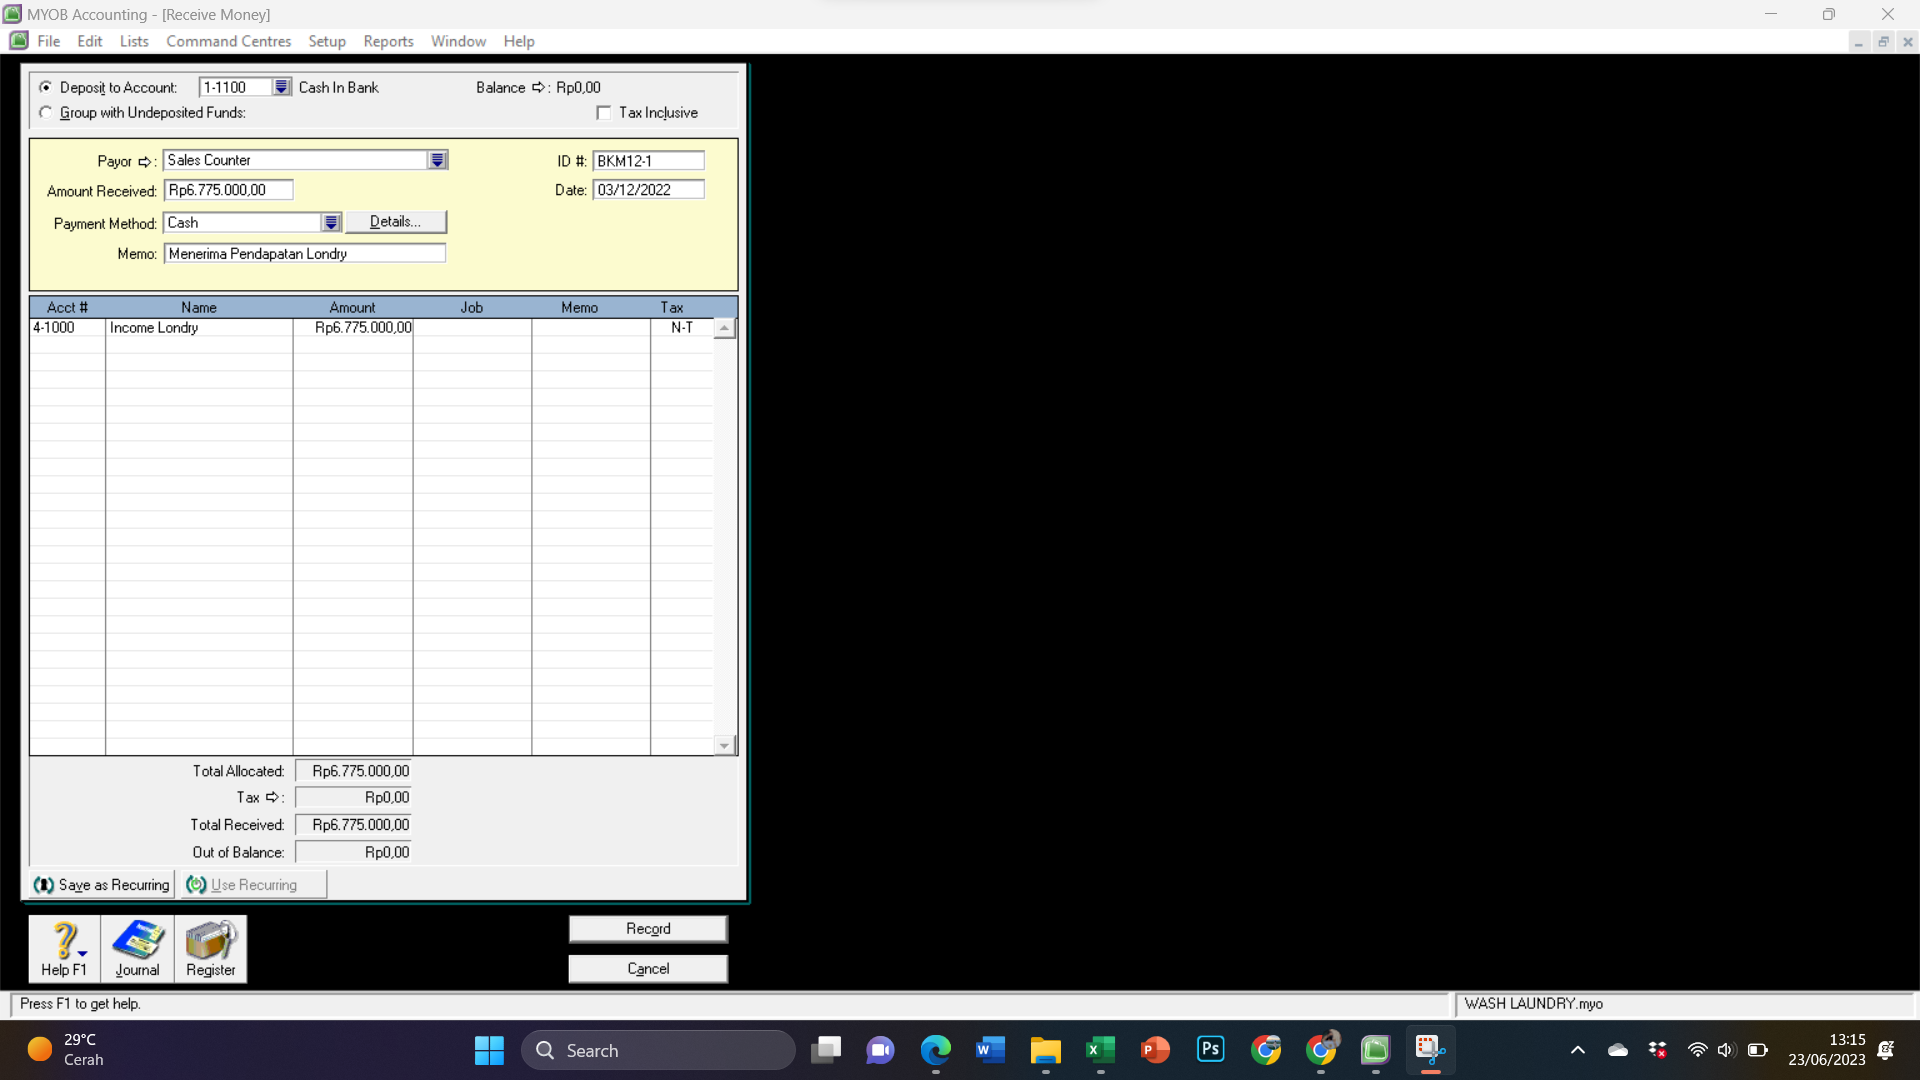 MYOB Accounting - [Receive Money]
File Edit Lists Command Centres Setup Reports Window Help
Deposit to Account: 1-1100 Cash In Bank Balance : Rp0,00
Group with Undeposited Funds: Tax Inclusive
Payor : Sales Counter ID #: BKM12-1
Amount Received: Rp6.775.000,00 Date: 03/12/2022
Payment Method: Cash Details...
Memo: Menerima Pendapatan Londry
Acct # Name Amount Job Memo Tax
4-1000 Income Londry Rp6.775.000,00 N-T
Total Allocated: Rp6.775.000,00
Tax : Rp0,00
Total Received: Rp6.775.000,00
Out of Balance: Rp0,00
Save as Recurring Use Recurring
Record
Help F1 Journal Register Cancel
Press F1 to get help. WASH LAUNDRY.myo
29°C
Cerah
Search
W X P Ps
13:15
23/06/2023